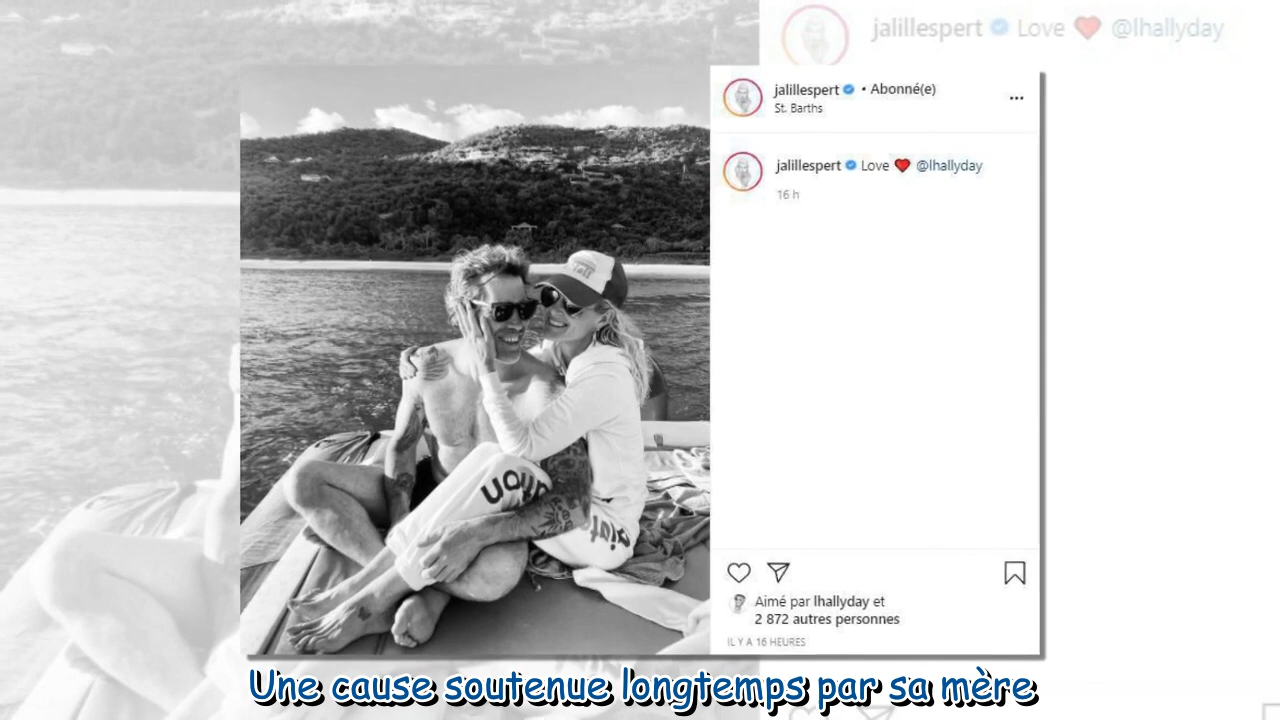 jalillespert Love ❤ @lhallyday
jalillespert • Abonné(e)
St. Barths
...
jalillespert Love ❤ @lhallyday
16 h
Aimé par lhallyday et
2 872 autres personnes
IL Y A 16 HEURES
Une cause soutenue longtemps par sa mère